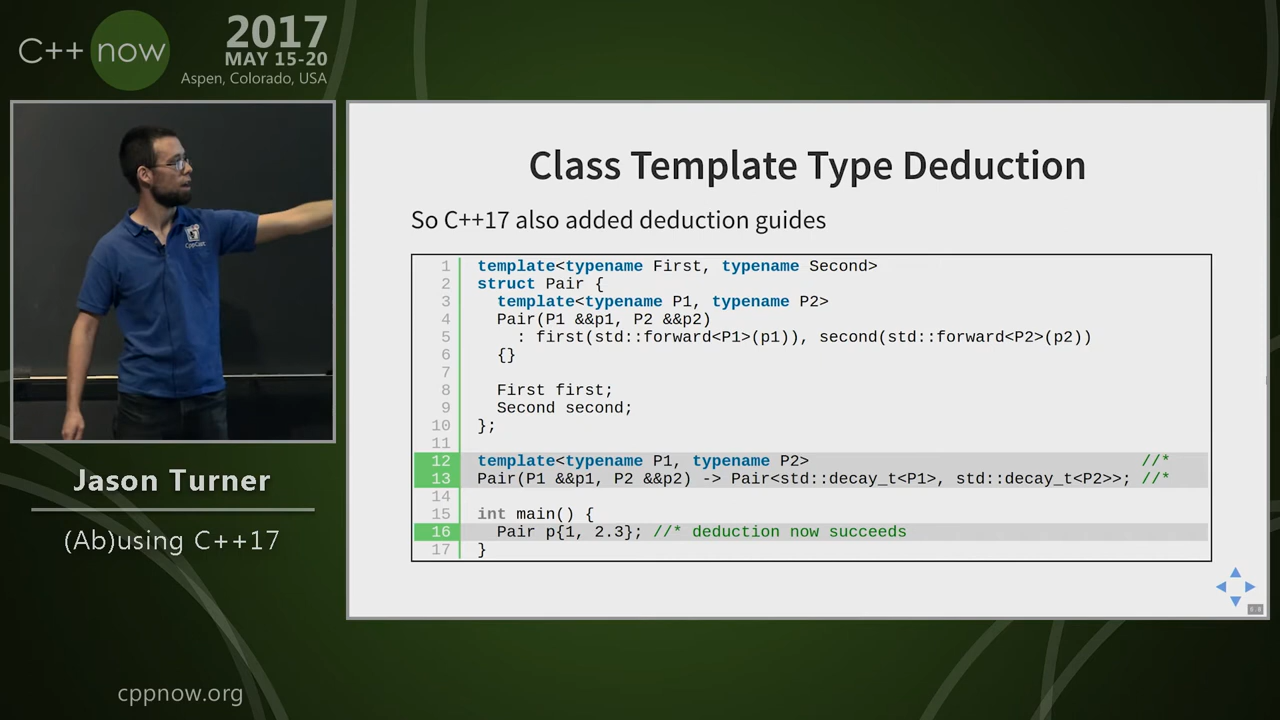 C++ now
2017
MAY 15-20
Aspen, Colorado, USA
CppCast
Jason Turner
(Ab)using C++17
cppnow.org
Class Template Type Deduction
So C++17 also added deduction guides
1 template<typename First, typename Second>
2 struct Pair {
3 template<typename P1, typename P2>
4 Pair(P1 &&p1, P2 &&p2)
5 : first(std::forward<P1>(p1)), second(std::forward<P2>(p2))
6 {}
7
8 First first;
9 Second second;
10 };
11
12 template<typename P1, typename P2> //*
13 Pair(P1 &&p1, P2 &&p2) -> Pair<std::decay_t<P1>, std::decay_t<P2>>; //*
14
15 int main() {
16 Pair p{1, 2.3}; //* deduction now succeeds
17 }